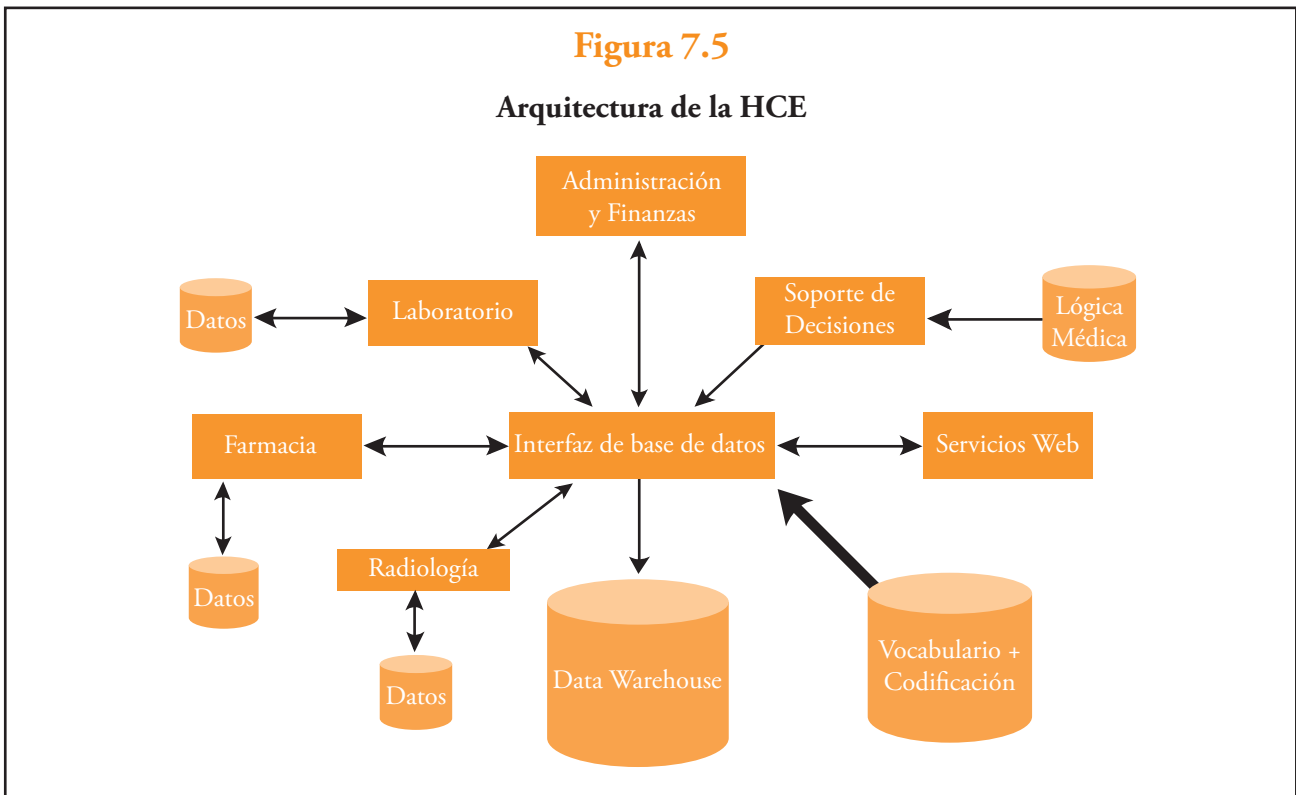 Figura 7.5
Arquitectura de la HCE
Administración
y Finanzas
Datos
Laboratorio
Soporte de
Decisiones
Lógica
Médica
Farmacia
Interfaz de base de datos
Servicios Web
Radiología
Datos
Datos
Data Warehouse
Vocabulario +
Codificación